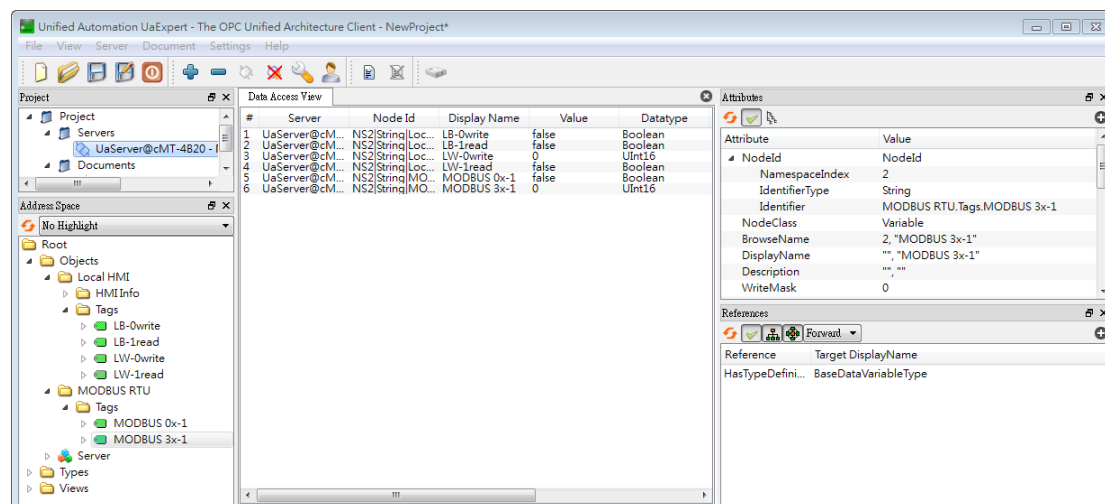 Unified Automation UaExpert - The OPC Unified Architecture Client - NewProject*
File View Server Document Settings Help
Project
Project
Servers
UaServer@cMT-4B20 -
Documents
Address Space
No Highlight
Root
Objects
Local HMI
HMI Info
Tags
LB-0write
LB-1read
LW-0write
LW-1read
MODBUS RTU
Tags
MODBUS 0x-1
MODBUS 3x-1
Server
Types
Views
Data Access View
# Server Node Id Display Name Value Datatype
1 UaServer@cM... NS2|String|Loc... LB-0write false Boolean
2 UaServer@cM... NS2|String|Loc... LB-1read false Boolean
3 UaServer@cM... NS2|String|Loc... LW-0write 0 UInt16
4 UaServer@cM... NS2|String|Loc... LW-1read false Boolean
5 UaServer@cM... NS2|String|MO... MODBUS 0x-1 false Boolean
6 UaServer@cM... NS2|String|MO... MODBUS 3x-1 0 UInt16
Attributes
Attribute Value
NodeId NodeId
NamespaceIndex 2
IdentifierType String
Identifier MODBUS RTU.Tags.MODBUS 3x-1
NodeClass Variable
BrowseName 2, "MODBUS 3x-1"
DisplayName "", "MODBUS 3x-1"
Description "", ""
WriteMask 0
References
Forward
Reference Target DisplayName
HasTypeDefini... BaseDataVariableType